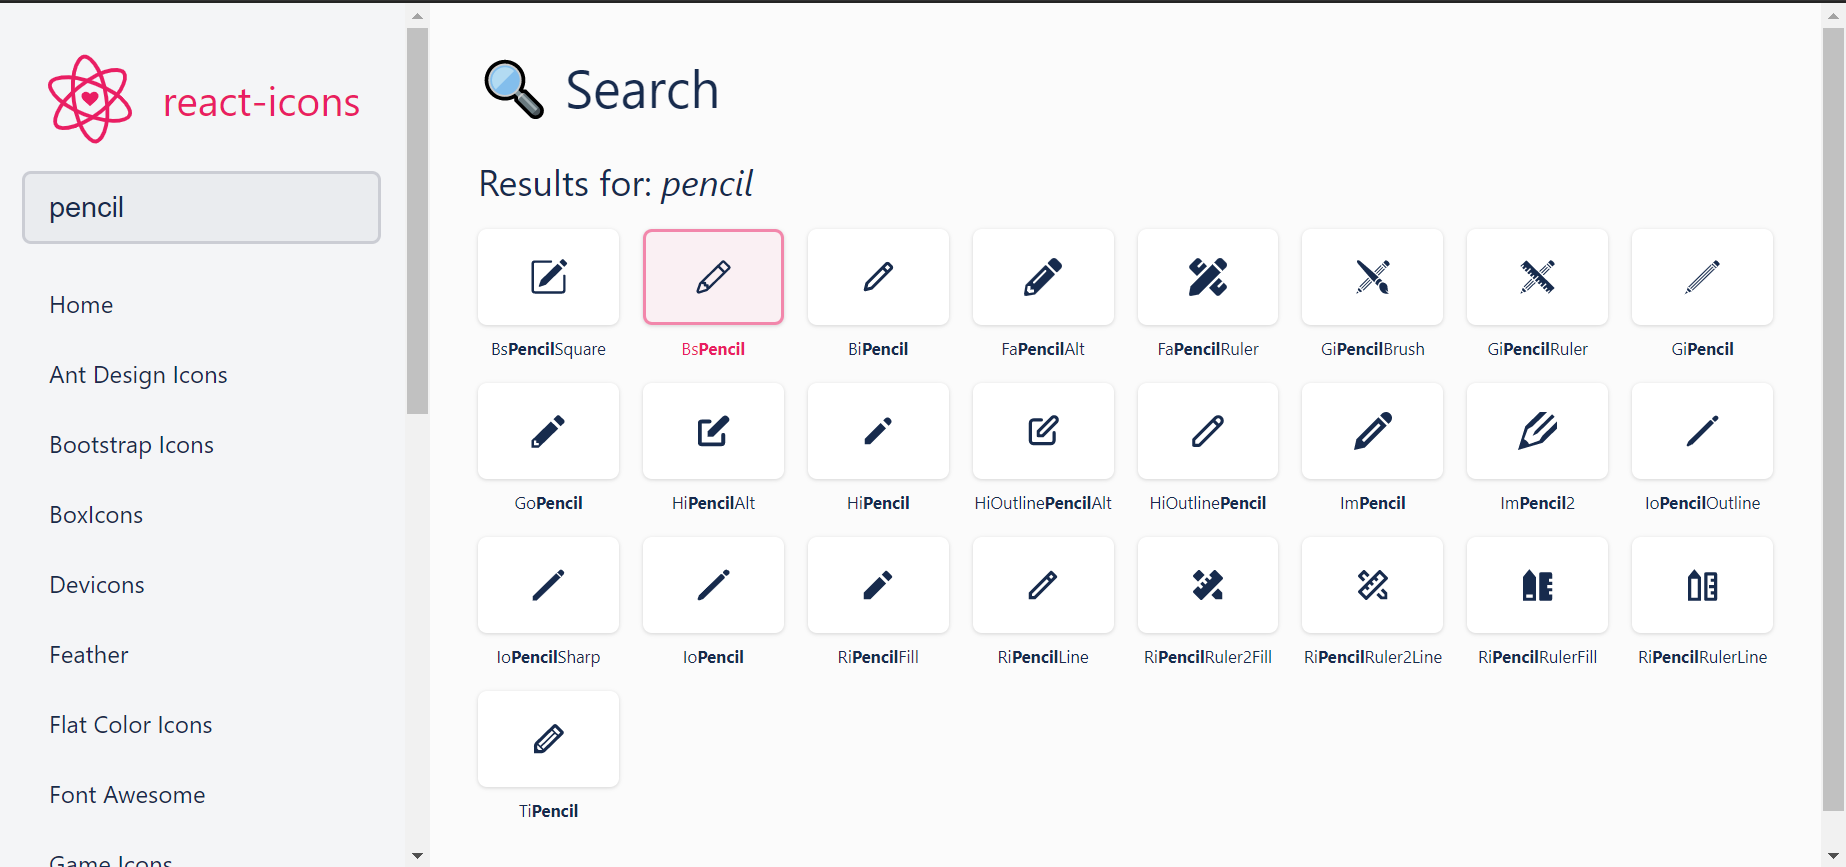 react-icons
pencil
Home
Ant Design Icons
Bootstrap Icons
BoxIcons
Devicons
Feather
Flat Color Icons
Font Awesome
Game Icons
Search
Results for: pencil
BsPencilSquare BsPencil BiPencil FaPencilAlt FaPencilRuler GiPencilBrush GiPencilRuler GiPencil
GoPencil HiPencilAlt HiPencil HiOutlinePencilAlt HiOutlinePencil ImPencil ImPencil2 IoPencilOutline
IoPencilSharp IoPencil RiPencilFill RiPencilLine RiPencilRuler2Fill RiPencilRuler2Line RiPencilRulerFill RiPencilRulerLine
TiPencil